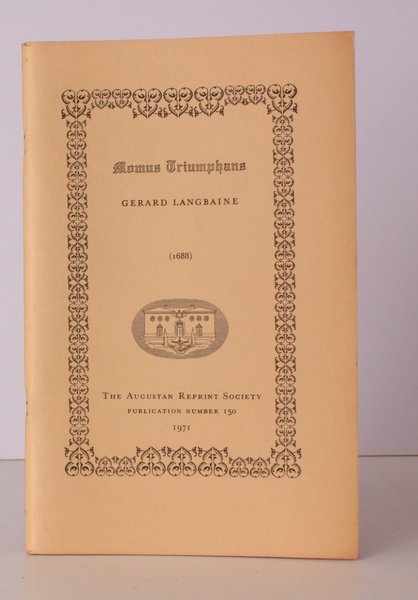 Momus Triumphans
GERARD LANGBAINE
(1688)
THE AUGUSTAN REPRINT SOCIETY
PUBLICATION NUMBER 150
1971